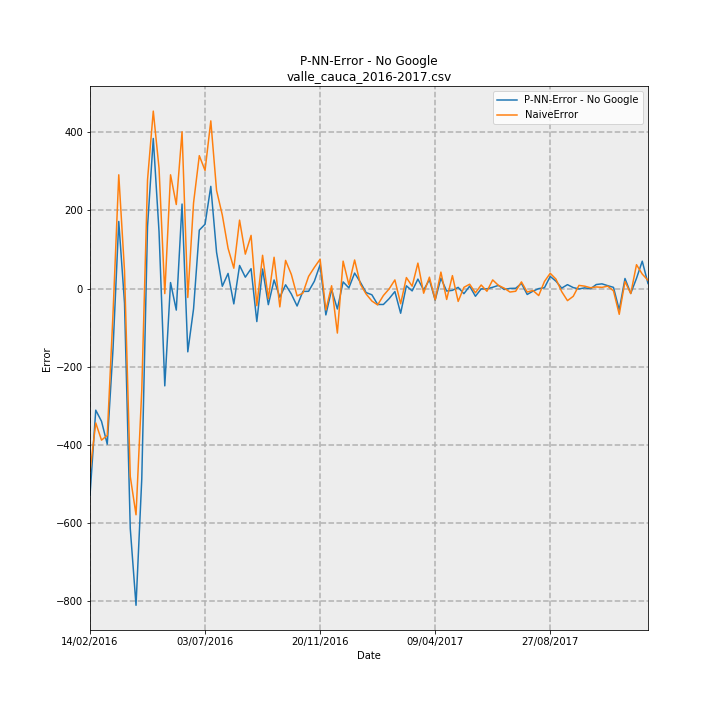 P-NN-Error - No Google
valle_cauca_2016-2017.csv
P-NN-Error - No Google
NaiveError
400
200
0
−200
−400
−600
−800
Error
14/02/2016
03/07/2016
20/11/2016
09/04/2017
27/08/2017
Date